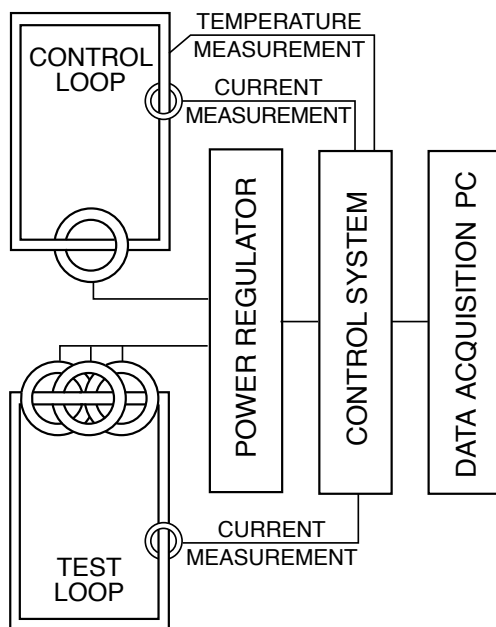 TEMPERATURE
MEASUREMENT
CONTROL
LOOP
CURRENT
MEASUREMENT
POWER REGULATOR
CONTROL SYSTEM
DATA ACQUISITION PC
CURRENT
MEASUREMENT
TEST
LOOP